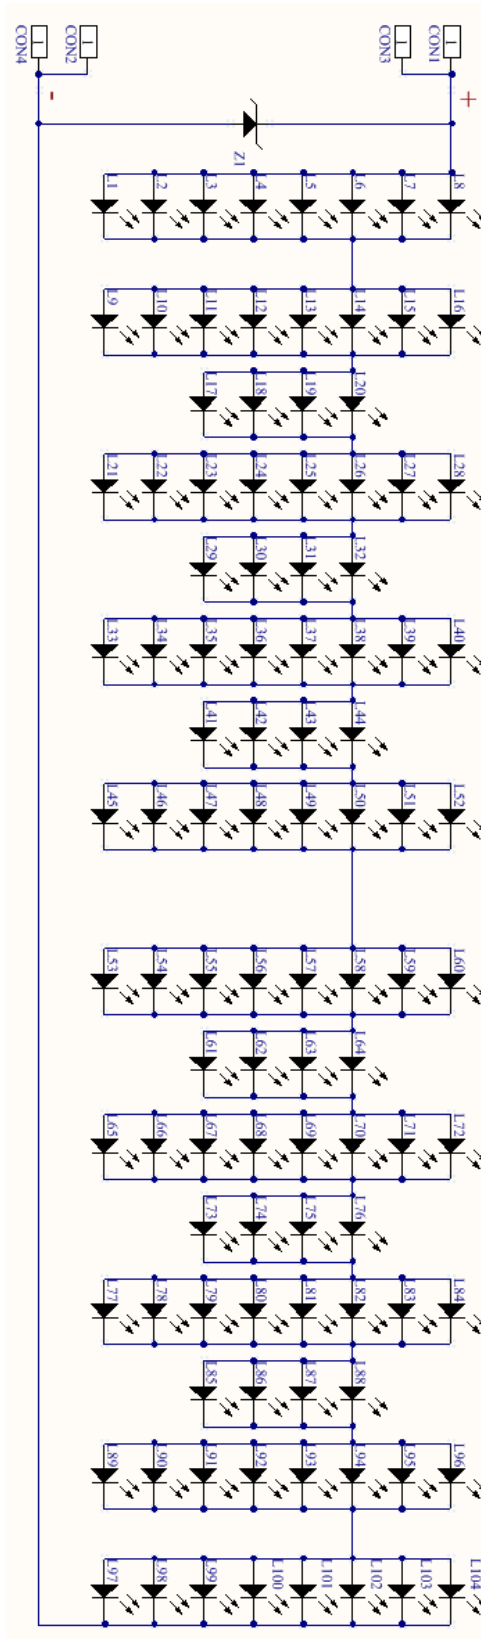 CON4 CON2 CON3 CON1
1 1 1 1
- +
Z1
L1 L2 L3 L4 L5 L6 L7 L8
L9 L10 L11 L12 L13 L14 L15 L16
L17 L18 L19 L20
L21 L22 L23 L24 L25 L26 L27 L28
L29 L30 L31 L32
L33 L34 L35 L36 L37 L38 L39 L40
L41 L42 L43 L44
L45 L46 L47 L48 L49 L50 L51 L52
L53 L54 L55 L56 L57 L58 L59 L60
L61 L62 L63 L64
L65 L66 L67 L68 L69 L70 L71 L72
L73 L74 L75 L76
L77 L78 L79 L80 L81 L82 L83 L84
L85 L86 L87 L88
L89 L90 L91 L92 L93 L94 L95 L96
L97 L98 L99 L100 L101 L102 L103 L104